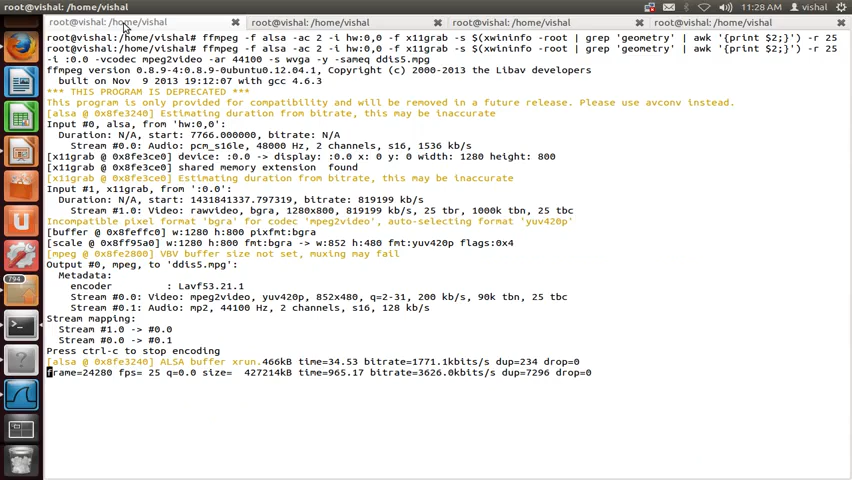 root@vishal: /home/vishal
11:28 AM
vishal
root@vishal: /home/vishal
root@vishal: /home/vishal
root@vishal: /home/vishal
root@vishal: /home/vishal
root@vishal:/home/vishal# ffmpeg -f alsa -ac 2 -i hw:0,0 -f x11grab -s $(xwininfo -root | grep 'geometry' | awk '{print $2;}') -r 25
root@vishal:/home/vishal# ffmpeg -f alsa -ac 2 -i hw:0,0 -f x11grab -s $(xwininfo -root | grep 'geometry' | awk '{print $2;}') -r 25
-i :0.0 -vcodec mpeg2video -ar 44100 -s wvga -y -sameq ddis5.mpg
ffmpeg version 0.8.9-4:0.8.9-0ubuntu0.12.04.1, Copyright (c) 2000-2013 the Libav developers
built on Nov  9 2013 19:12:07 with gcc 4.6.3
*** THIS PROGRAM IS DEPRECATED ***
This program is only provided for compatibility and will be removed in a future release. Please use avconv instead.
[alsa @ 0x8fe3240] Estimating duration from bitrate, this may be inaccurate
Input #0, alsa, from 'hw:0,0':
Duration: N/A, start: 7766.000000, bitrate: N/A
Stream #0.0: Audio: pcm_s16le, 48000 Hz, 2 channels, s16, 1536 kb/s
[x11grab @ 0x8fe3ce0] device: :0.0 -> display: :0.0 x: 0 y: 0 width: 1280 height: 800
[x11grab @ 0x8fe3ce0] shared memory extension  found
[x11grab @ 0x8fe3ce0] Estimating duration from bitrate, this may be inaccurate
Input #1, x11grab, from ':0.0':
Duration: N/A, start: 1431841337.797319, bitrate: 819199 kb/s
Stream #1.0: Video: rawvideo, bgra, 1280x800, 819199 kb/s, 25 tbr, 1000k tbn, 25 tbc
Incompatible pixel format 'bgra' for codec 'mpeg2video', auto-selecting format 'yuv420p'
[buffer @ 0x8feffc0] w:1280 h:800 pixfmt:bgra
[scale @ 0x8ff95a0] w:1280 h:800 fmt:bgra -> w:852 h:480 fmt:yuv420p flags:0x4
[mpeg @ 0x8fe2800] VBV buffer size not set, muxing may fail
Output #0, mpeg, to 'ddis5.mpg':
Metadata:
encoder         : Lavf53.21.1
Stream #0.0: Video: mpeg2video, yuv420p, 852x480, q=2-31, 200 kb/s, 90k tbn, 25 tbc
Stream #0.1: Audio: mp2, 44100 Hz, 2 channels, s16, 128 kb/s
Stream mapping:
Stream #1.0 -> #0.0
Stream #0.0 -> #0.1
Press ctrl-c to stop encoding
[alsa @ 0x8fe3240] ALSA buffer xrun.466kB time=34.53 bitrate=1771.1kbits/s dup=234 drop=0
frame=24280 fps= 25 q=0.0 size=  427214kB time=965.17 bitrate=3626.0kbits/s dup=7296 drop=0
794